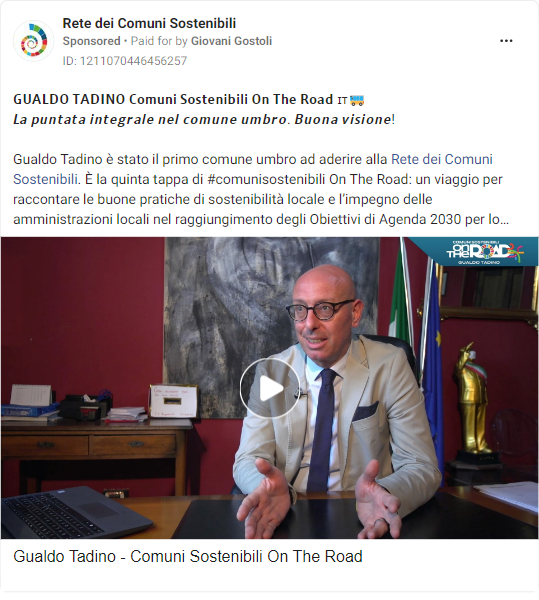 Rete dei Comuni Sostenibili
Sponsored • Paid for by Giovani Gostoli
ID: 1211070446456257
GUALDO TADINO Comuni Sostenibili On The Road IT🚌
La puntata integrale nel comune umbro. Buona visione!
Gualdo Tadino è stato il primo comune umbro ad aderire alla Rete dei Comuni
Sostenibili. È la quinta tappa di #comunisostenibili On The Road: un viaggio per
raccontare le buone pratiche di sostenibilità locale e l'impegno delle
amministrazioni locali nel raggiungimento degli Obiettivi di Agenda 2030 per lo...
COMUNI SOSTENIBILI
ON
THE ROAD
GUALDO TADINO
Gualdo Tadino - Comuni Sostenibili On The Road